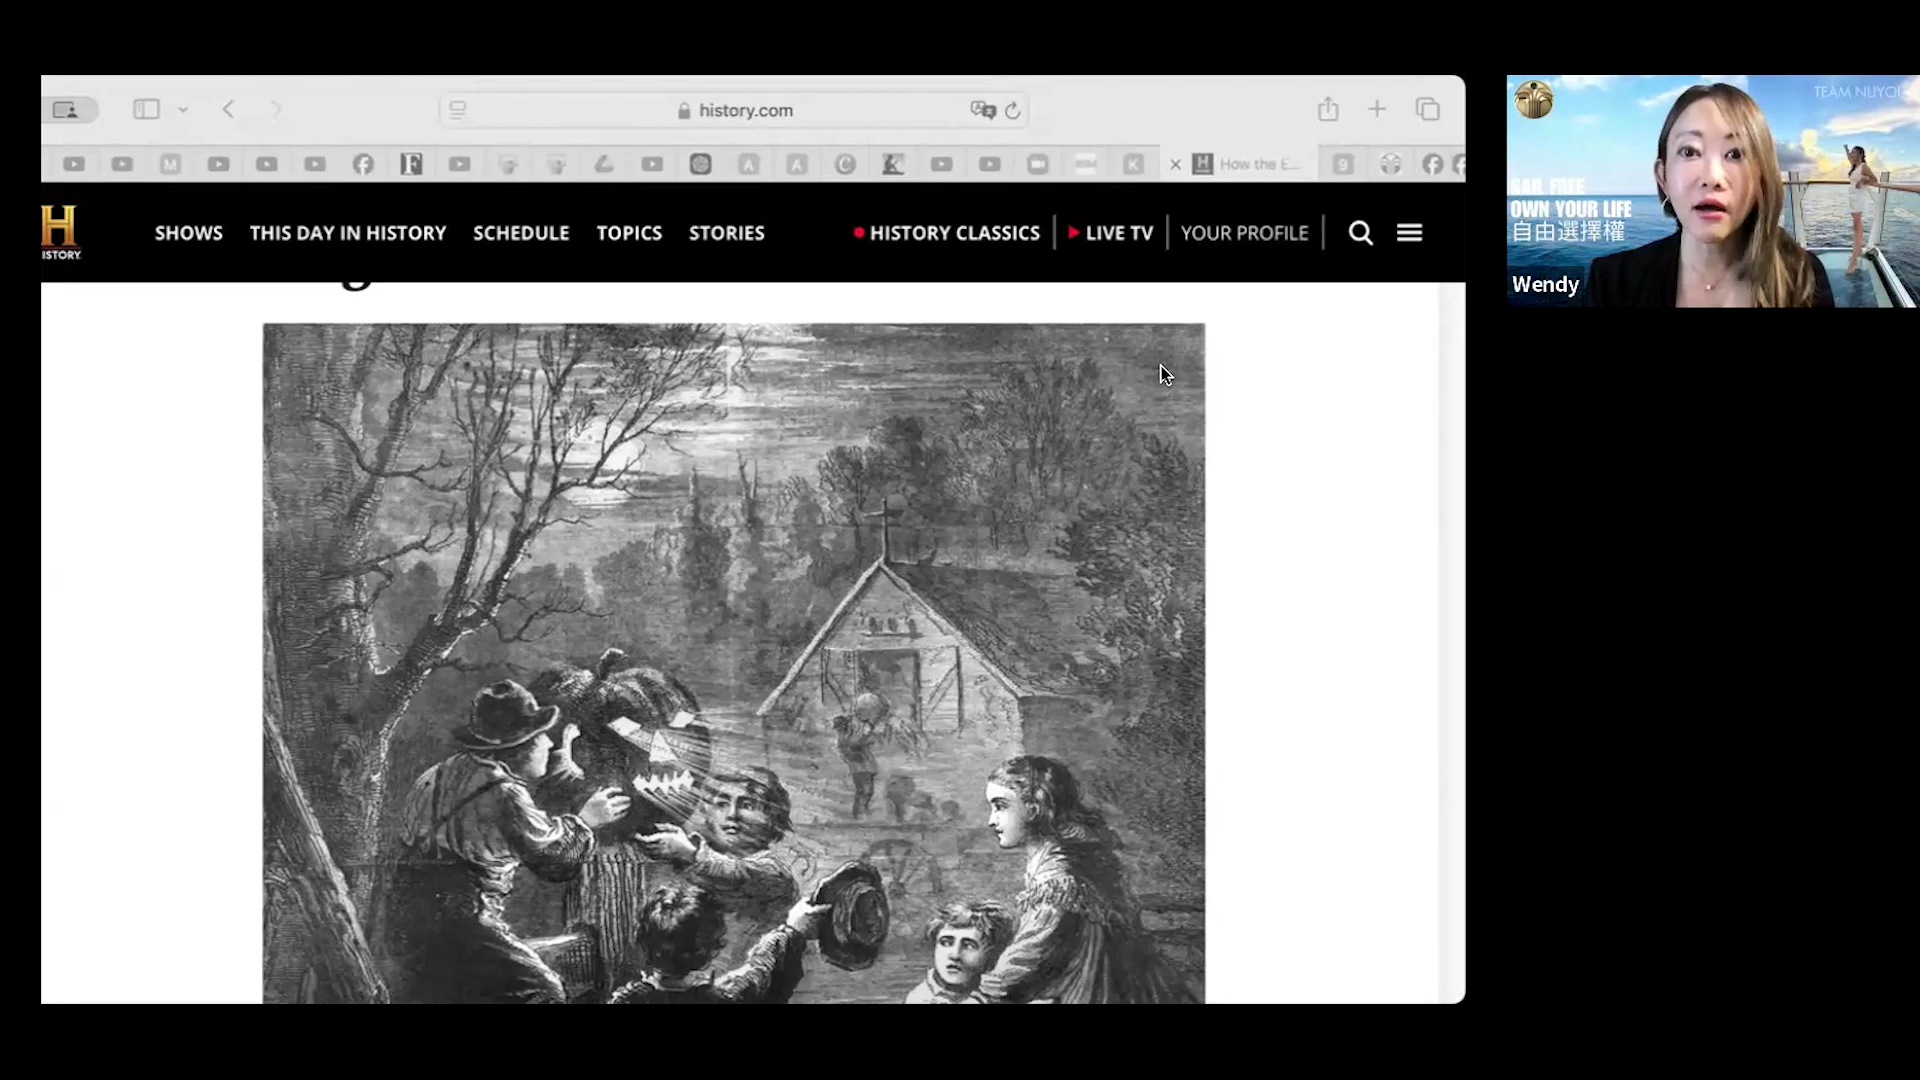 history.com
How the E...
H
ISTORY
SHOWS
THIS DAY IN HISTORY
SCHEDULE
TOPICS
STORIES
HISTORY CLASSICS
LIVE TV
YOUR PROFILE
TEAM NUYOU
SAIL FREE
OWN YOUR LIFE
自由選擇權
Wendy